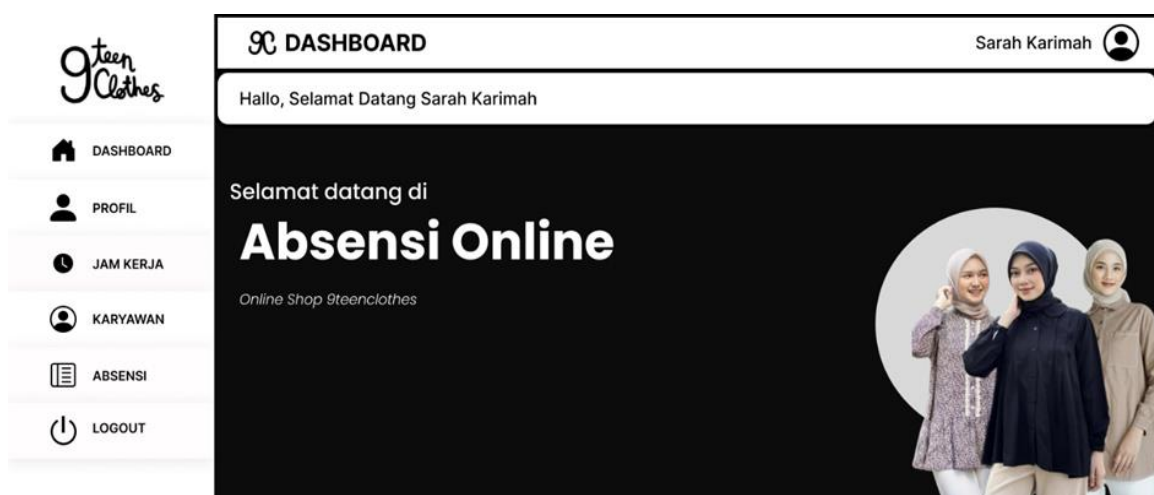 9teen
Clothes
DASHBOARD
PROFIL
JAM KERJA
KARYAWAN
ABSENSI
LOGOUT
9C DASHBOARD
Sarah Karimah
Hallo, Selamat Datang Sarah Karimah
Selamat datang di
Absensi Online
Online Shop 9teenclothes